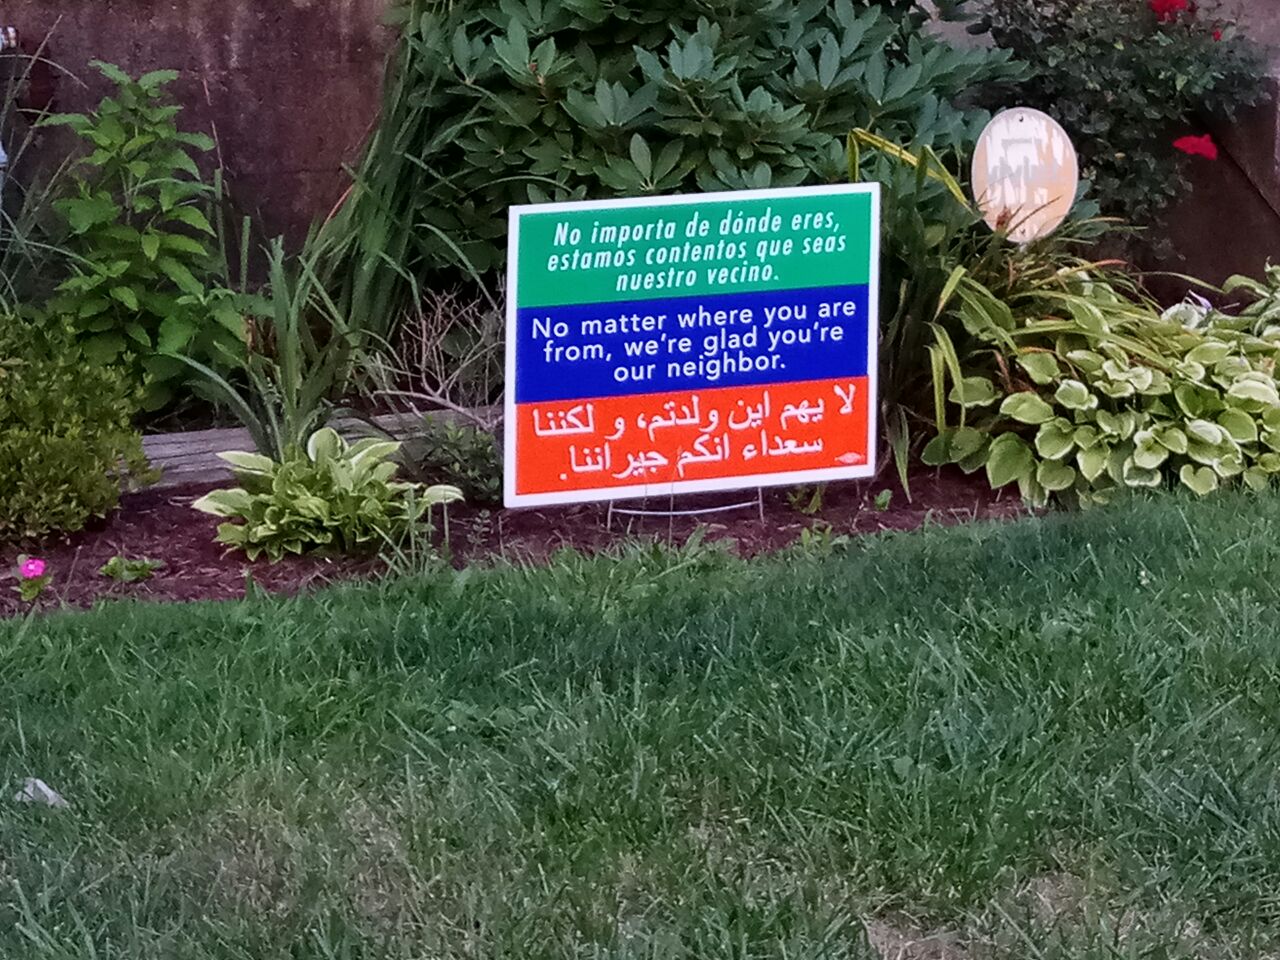 No importa de dónde eres,
estamos contentos que seas
nuestro vecino.
No matter where you are
from, we're glad you're
our neighbor.
لا يهم اين ولدتم، و لكننا
سعداء انكم جيراننا.